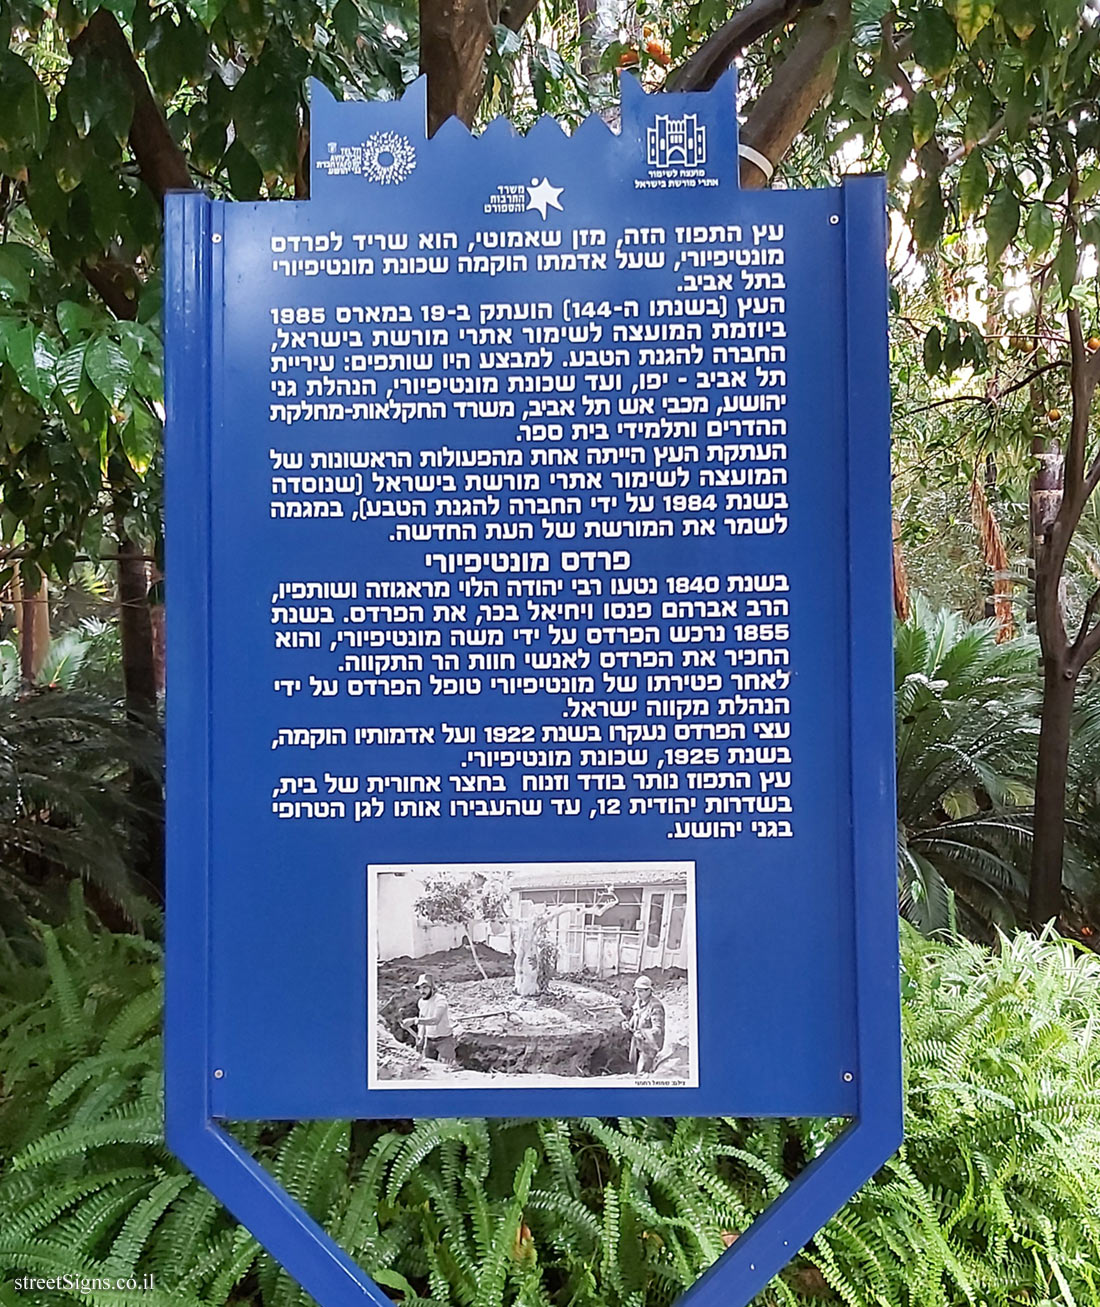 מועצה לשימור
אתרי מורשת בישראל
משרד
התרבות
והספורט
עץ התפוז הזה, מזן שאמוטי, הוא שריד לפרדס
מונטיפיורי, שעל אדמתו הוקמה שכונת מונטיפיורי
בתל אביב.
העץ (בשנתו ה-144) הועתק ב-19 במארס 1985
ביוזמת המועצה לשימור אתרי מורשת בישראל,
החברה להגנת הטבע. למבצע היו שותפים: עיריית
תל אביב - יפו, ועד שכונת מונטיפיורי, הנהלת גני
יהושע, מכבי אש תל אביב, משרד החקלאות-מחלקת
ההדרים ותלמידי בית ספר.
העתקת העץ הייתה אחת מהפעולות הראשונות של
המועצה לשימור אתרי מורשת בישראל (שנוסדה
בשנת 1984 על ידי החברה להגנת הטבע), במגמה
לשמר את המורשת של העת החדשה.
פרדס מונטיפיורי
בשנת 1840 נטעו רבי יהודה הלוי מראגוזה ושותפיו,
הרב אברהם פנסו ויחיאל בכר, את הפרדס. בשנת
1855 נרכש הפרדס על ידי משה מונטיפיורי, והוא
החכיר את הפרדס לאנשי חוות הר התקווה.
לאחר פטירתו של מונטיפיורי טופל הפרדס על ידי
הנהלת מקווה ישראל.
עצי הפרדס נעקרו בשנת 1922 ועל אדמותיו הוקמה,
בשנת 1925, שכונת מונטיפיורי.
עץ התפוז נותר בודד וזנוח בחצר אחורית של בית,
בשדרות יהודית 12, עד שהעבירו אותו לגן הטרופי
בגני יהושע.
צילום: שמואל רחמני
streetSigns.co.il